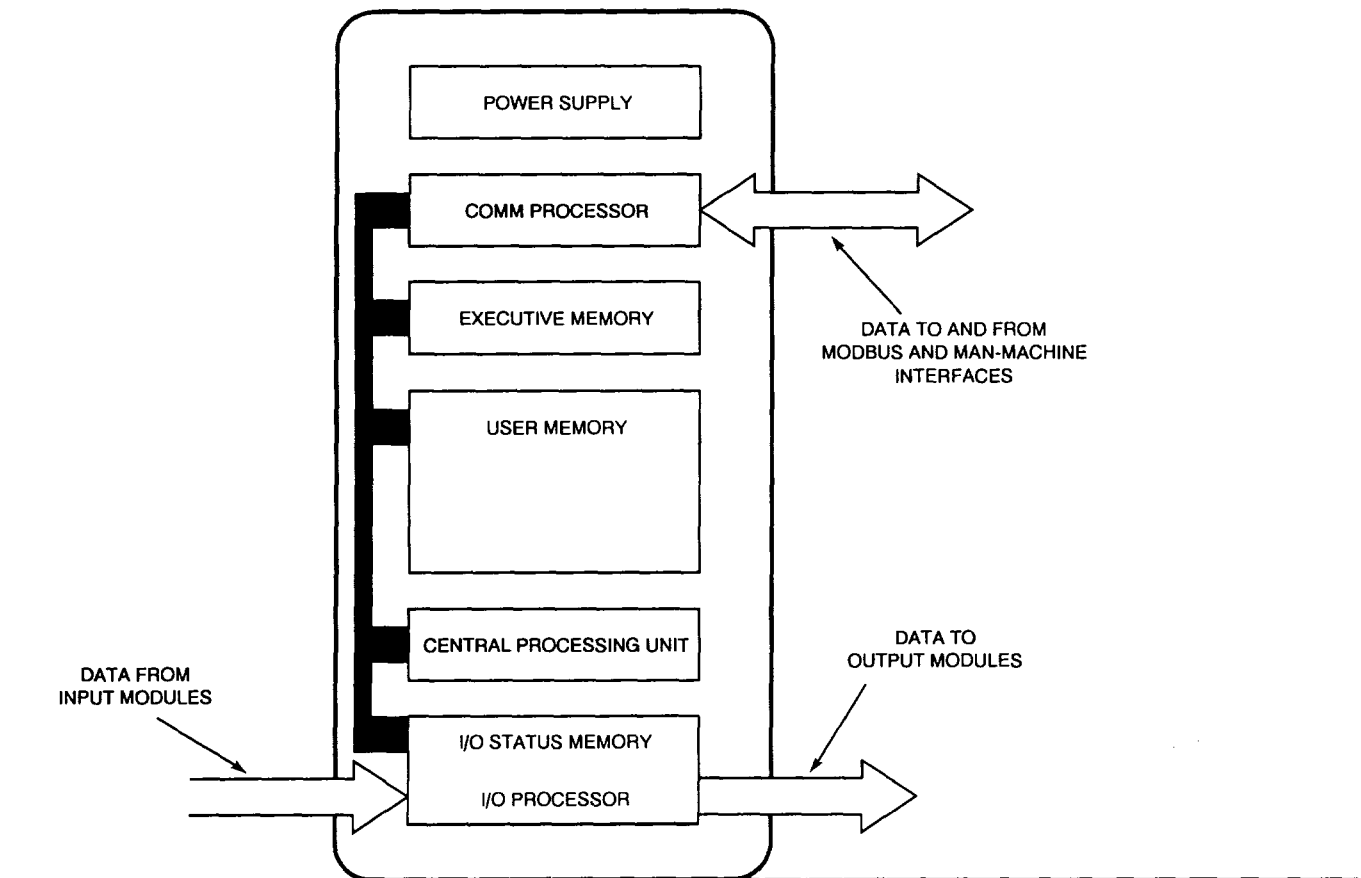 POWER SUPPLY
COMM PROCESSOR
EXECUTIVE MEMORY
DATA TO AND FROM
MODBUS AND MAN-MACHINE
INTERFACES
USER MEMORY
CENTRAL PROCESSING UNIT
DATA TO
OUTPUT MODULES
DATA FROM
INPUT MODULES
I/O STATUS MEMORY
I/O PROCESSOR